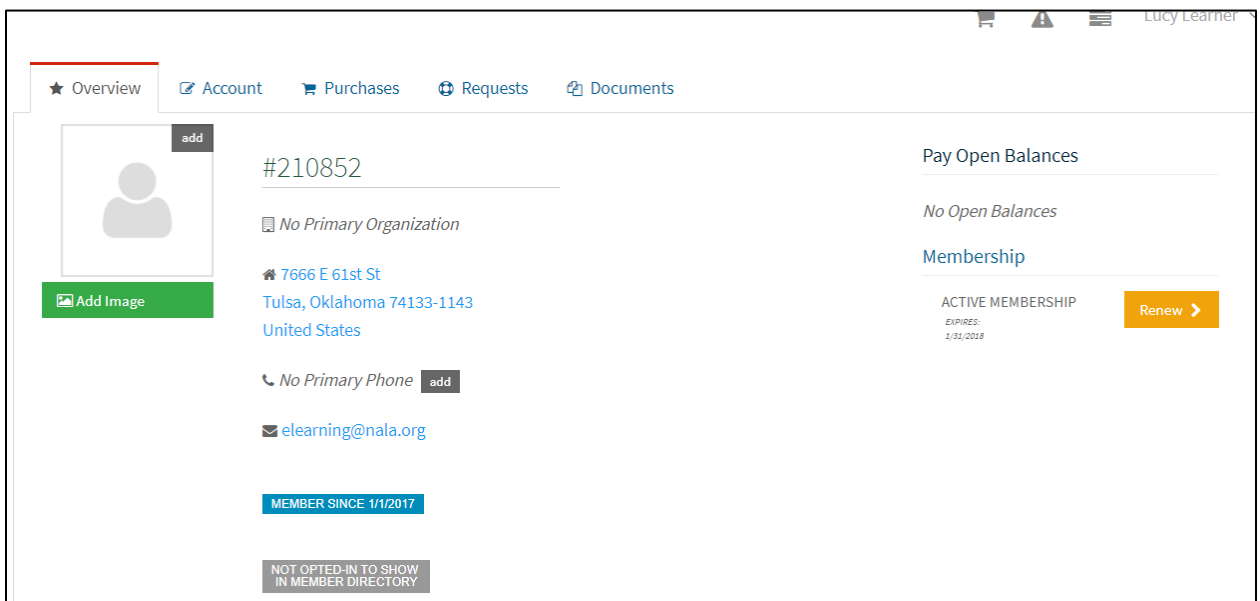 Lucy Learner
Overview
Account
Purchases
Requests
Documents
add
Add Image
#210852
No Primary Organization
7666 E 61st St
Tulsa, Oklahoma 74133-1143
United States
No Primary Phone add
elearning@nala.org
MEMBER SINCE 1/1/2017
NOT OPTED-IN TO SHOW
IN MEMBER DIRECTORY
Pay Open Balances
No Open Balances
Membership
ACTIVE MEMBERSHIP
EXPIRES:
1/31/2018
Renew